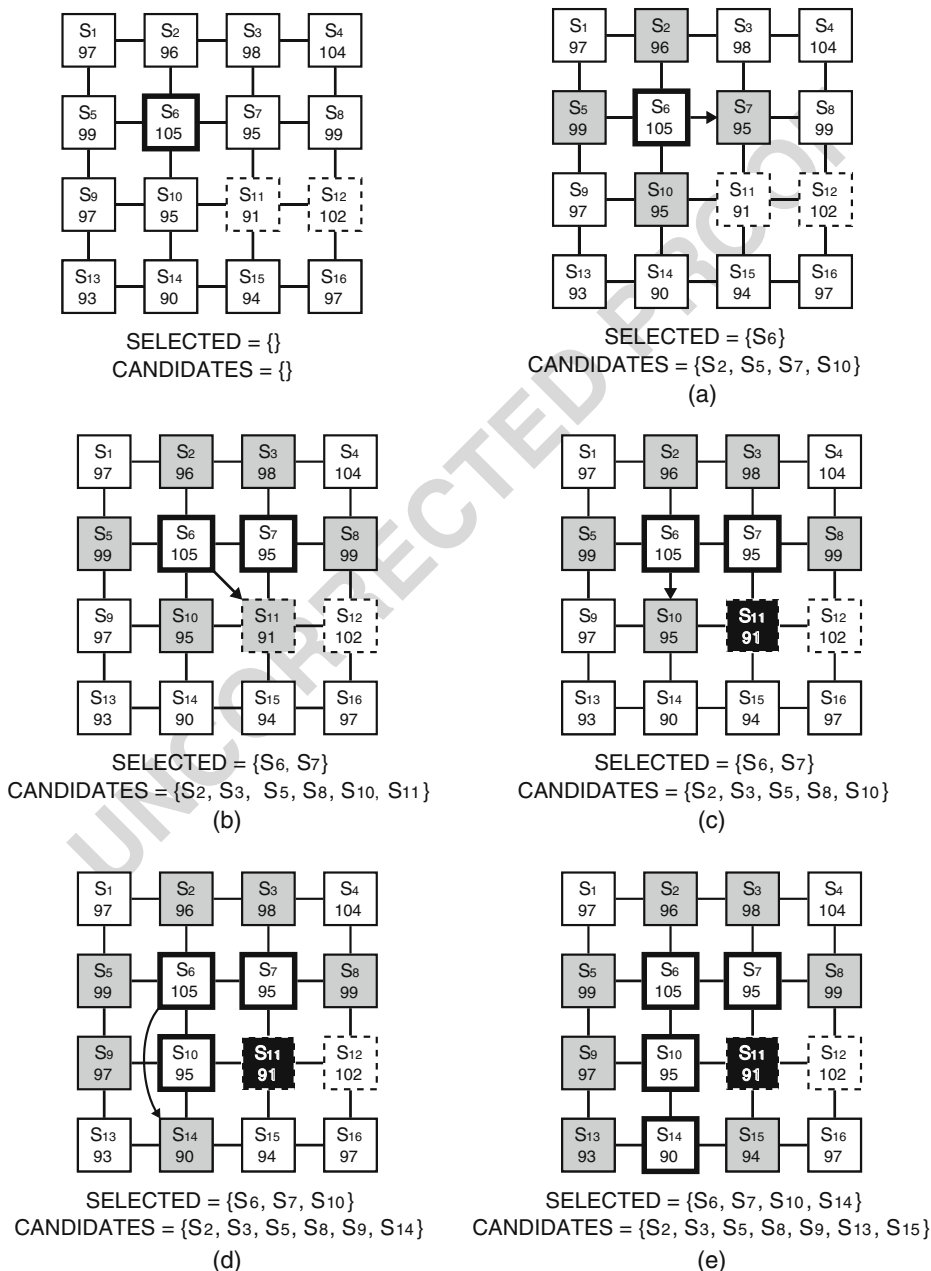 S1 S2 S3 S4
97 96 98 104
S5 S6 S7 S8
99 105 95 99
S9 S10 S11 S12
97 95 91 102
S13 S14 S15 S16
93 90 94 97
SELECTED = {}
CANDIDATES = {}
S1 S2 S3 S4
97 96 98 104
S5 S6 S7 S8
99 105 95 99
S9 S10 S11 S12
97 95 91 102
S13 S14 S15 S16
93 90 94 97
SELECTED = {S6}
CANDIDATES = {S2, S5, S7, S10}
(a)
S1 S2 S3 S4
97 96 98 104
S5 S6 S7 S8
99 105 95 99
S9 S10 S11 S12
97 95 91 102
S13 S14 S15 S16
93 90 94 97
SELECTED = {S6, S7}
CANDIDATES = {S2, S3, S5, S8, S10, S11}
(b)
S1 S2 S3 S4
97 96 98 104
S5 S6 S7 S8
99 105 95 99
S9 S10 S11 S12
97 95 91 102
S13 S14 S15 S16
93 90 94 97
SELECTED = {S6, S7}
CANDIDATES = {S2, S3, S5, S8, S10}
(c)
S1 S2 S3 S4
97 96 98 104
S5 S6 S7 S8
99 105 95 99
S9 S10 S11 S12
97 95 91 102
S13 S14 S15 S16
93 90 94 97
SELECTED = {S6, S7, S10}
CANDIDATES = {S2, S3, S5, S8, S9, S14}
(d)
S1 S2 S3 S4
97 96 98 104
S5 S6 S7 S8
99 105 95 99
S9 S10 S11 S12
97 95 91 102
S13 S14 S15 S16
93 90 94 97
SELECTED = {S6, S7, S10, S14}
CANDIDATES = {S2, S3, S5, S8, S9, S13, S15}
(e)
UNCORRECTED PROOF